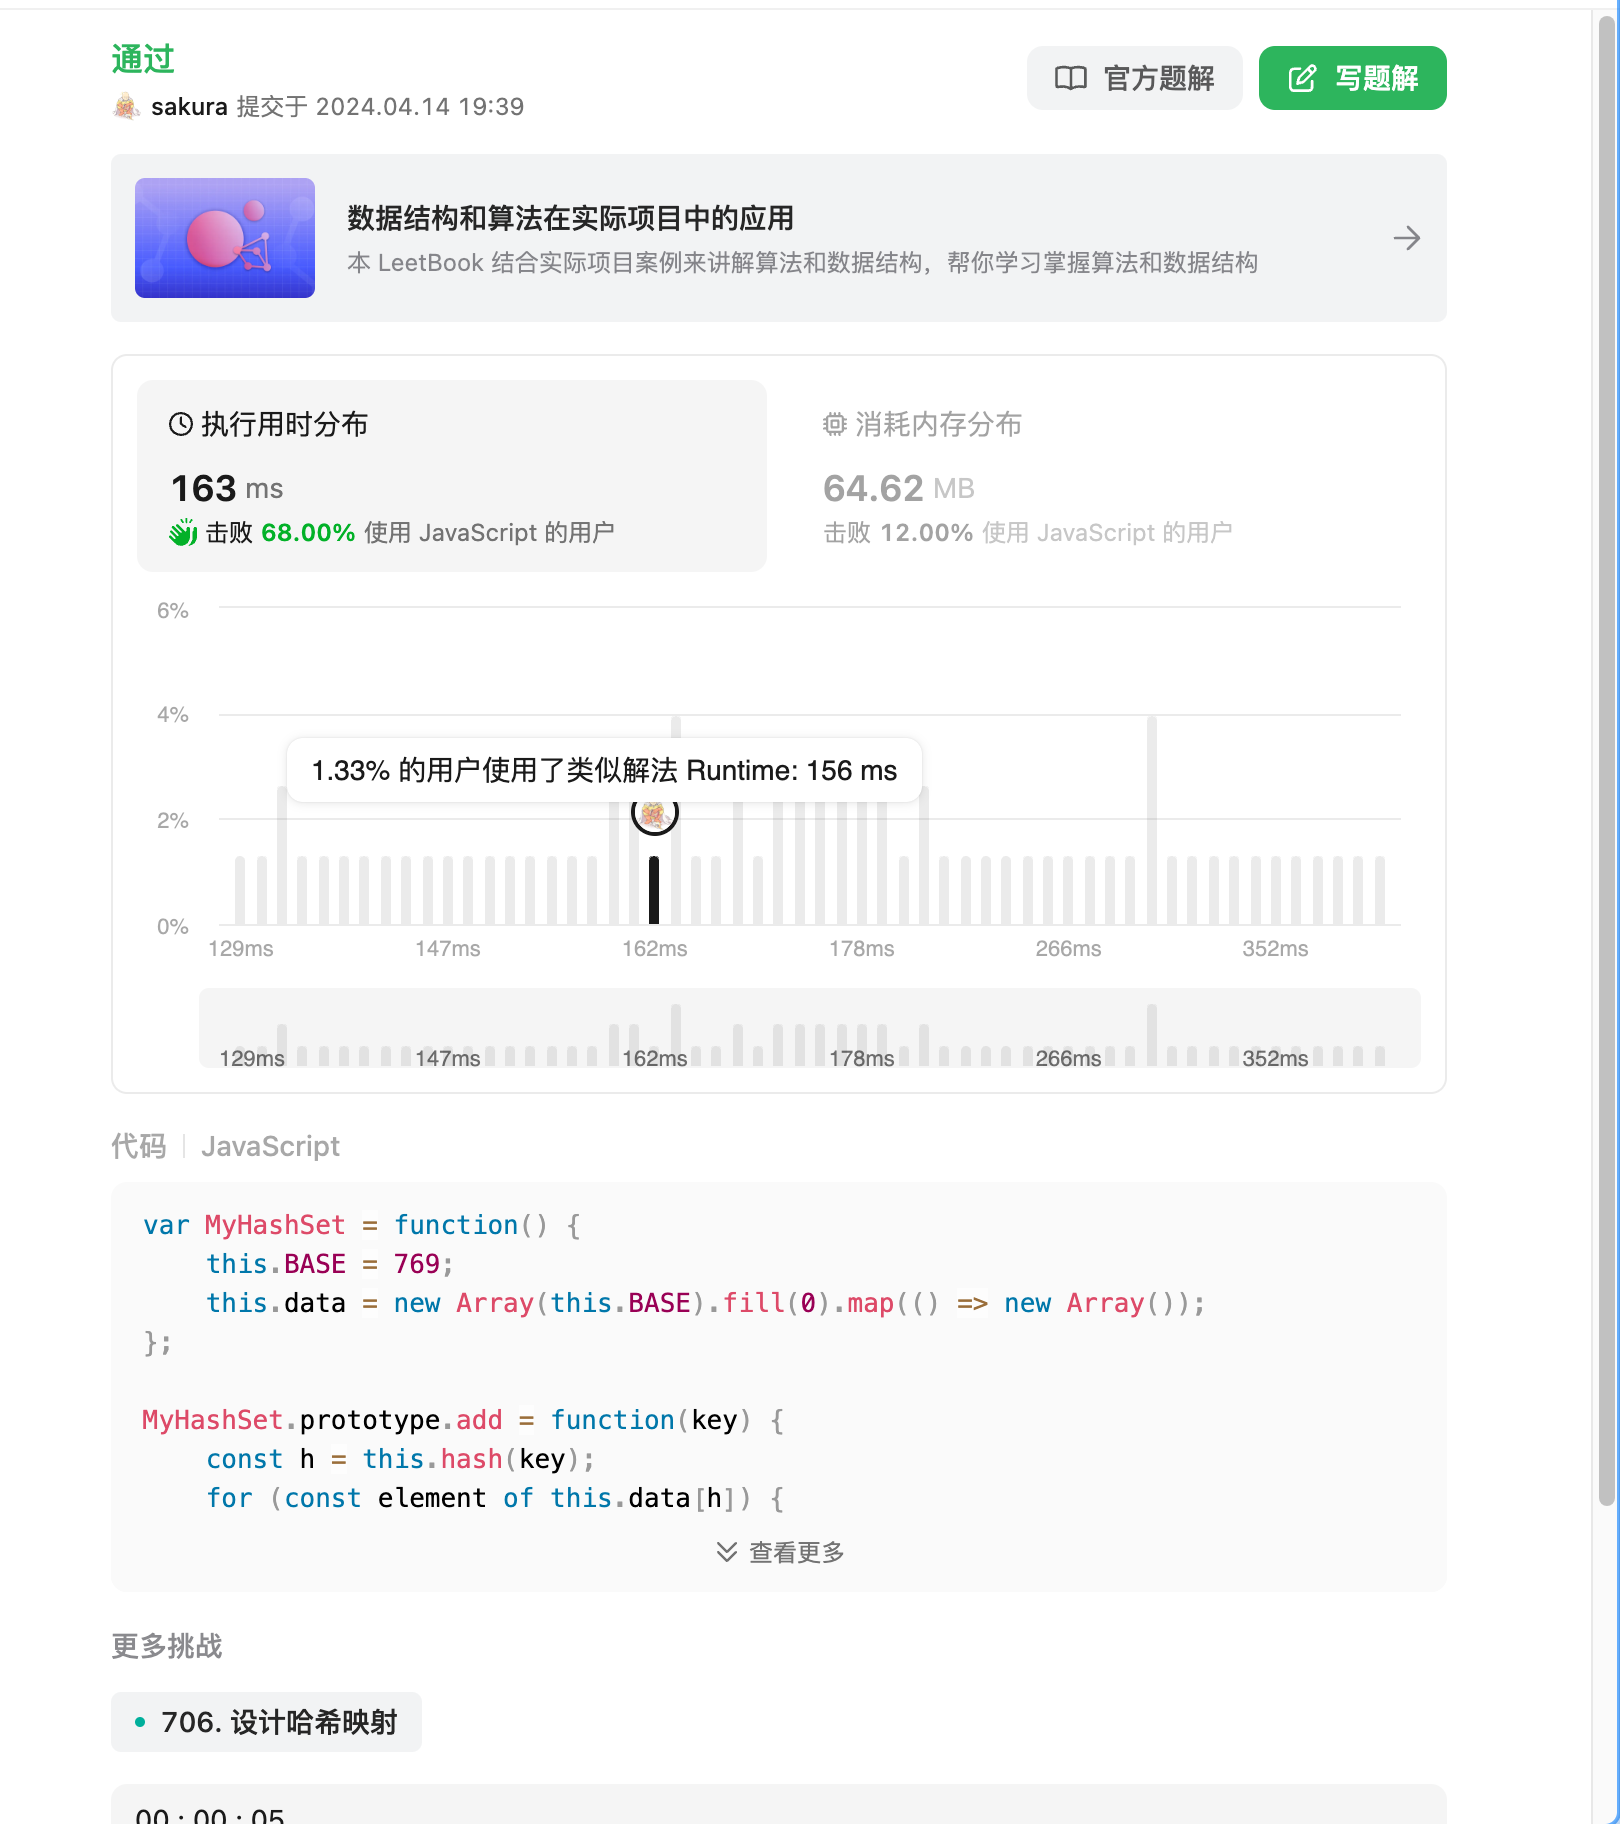 通过
sakura 提交于 2024.04.14 19:39
官方题解
写题解
数据结构和算法在实际项目中的应用
本 LeetBook 结合实际项目案例来讲解算法和数据结构，帮你学习掌握算法和数据结构
执行用时分布
163 ms
击败 68.00% 使用 JavaScript 的用户
消耗内存分布
64.62 MB
击败 12.00% 使用 JavaScript 的用户
6%
4%
1.33% 的用户使用了类似解法 Runtime: 156 ms
2%
0%
129ms 147ms 162ms 178ms 266ms 352ms
129ms 147ms 162ms 178ms 266ms 352ms
代码 | JavaScript
var MyHashSet = function() {
    this.BASE = 769;
    this.data = new Array(this.BASE).fill(0).map(() => new Array());
};
MyHashSet.prototype.add = function(key) {
    const h = this.hash(key);
    for (const element of this.data[h]) {
查看更多
更多挑战
706. 设计哈希映射
00 : 00 : 05